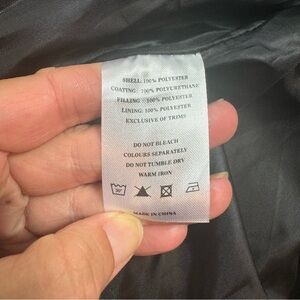 SHELL: 100% POLYESTER
COATING: 100% POLYURETHANE
FILLING: 100% POLYESTER
LINING: 100% POLYESTER
EXCLUSIVE OF TRIMS
DO NOT BLEACH
COLOURS SEPARATELY
DO NOT TUMBLE DRY
WARM IRON
30°
MADE IN CHINA